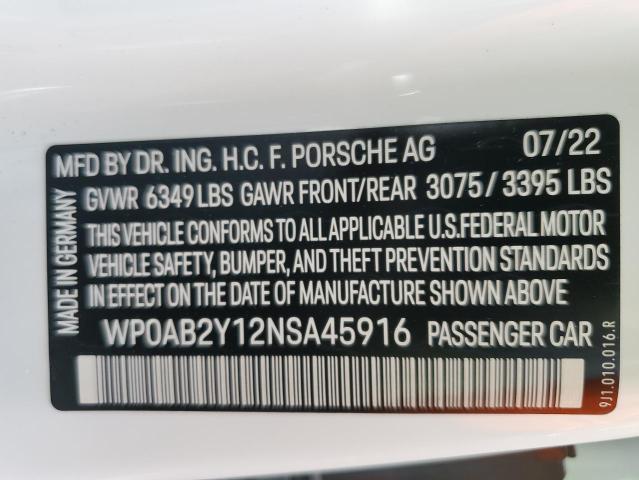 MFD BY DR. ING. H.C. F. PORSCHE AG 07/22
GVWR 6349 LBS GAWR FRONT/REAR 3075 / 3395 LBS
THIS VEHICLE CONFORMS TO ALL APPLICABLE U.S.FEDERAL MOTOR
VEHICLE SAFETY, BUMPER, AND THEFT PREVENTION STANDARDS
IN EFFECT ON THE DATE OF MANUFACTURE SHOWN ABOVE
WP0AB2Y12NSA45916 PASSENGER CAR
MADE IN GERMANY
9J1.010.016.R